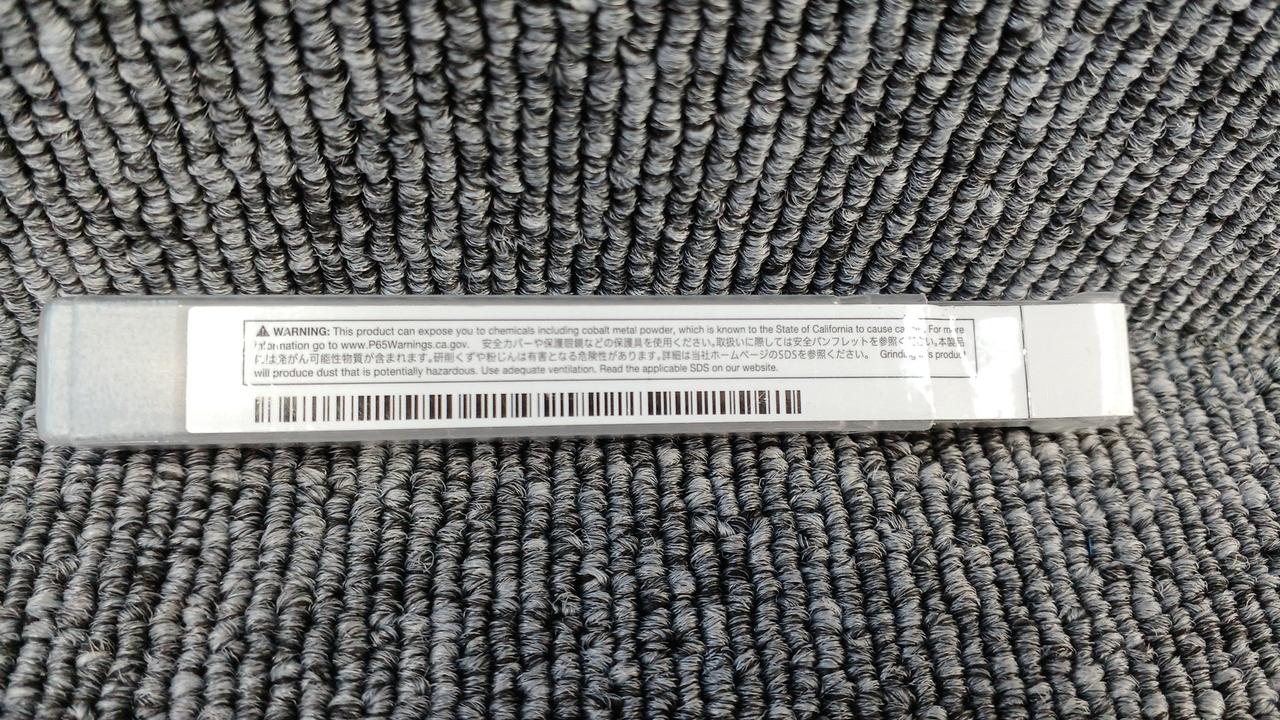 WARNING: This product can expose you to chemicals including cobalt metal powder, which is known to the State of California to cause For more
information go to www.P65Warnings.ca.gov. 安全カバーや保護眼鏡などの保護具を使用ください。取扱いに際しては安全パンフレットを参照ください。本製品
には発がん可能性物質が含まれます。研削くずや粉じんは有害となる危険性があります。詳細は当社ホームページのSDSを参照ください。 Grinding this product
will produce dust that is potentially hazardous. Use adequate ventilation. Read the applicable SDS on our website.